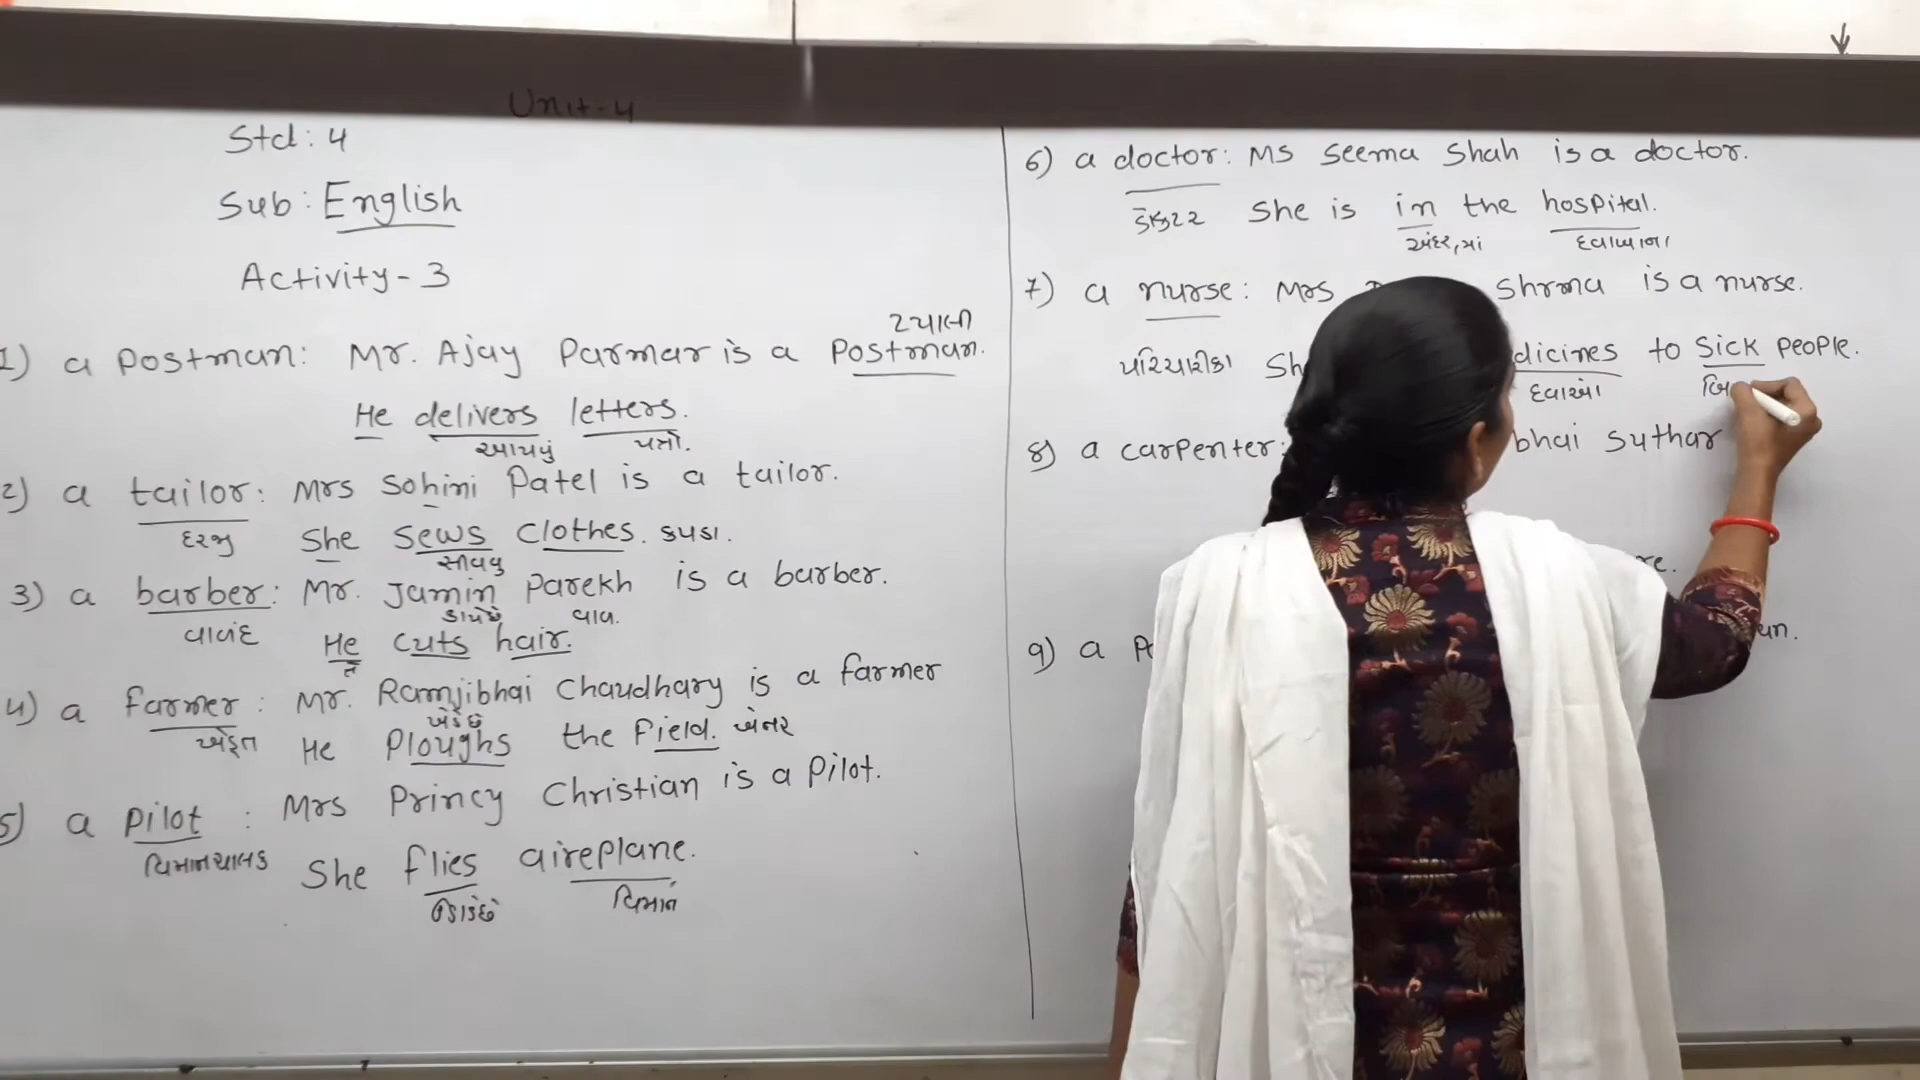 Unit-4
Std: 4
Sub: English
Activity-3
ટપાલી
1) a Postman: Mr. Ajay Parmar is a Postman.
He delivers letters.
આપવું પત્રો.
2) a tailor: Mrs Sohini Patel is a tailor.
દરજી She sews clothes. કપડા.
સીવવુ
3) a barber: Mr. Jamin Parekh is a barber.
કાપેછે વાળ.
વાળંદ He cuts hair.
તે
4) a farmer: Mr. Ramjibhai Chaudhary is a farmer
ખેડેછે
ખેડૂત He Ploughs the Field. ખેતર
5) a Pilot: Mrs Princy Christian is a Pilot.
વિમાનચાલક She flies aireplane.
ઉડાડેછે વિમાન
6) a doctor: Ms Seema Shah is a doctor.
ડોક્ટર She is in the hospital.
અંદર,માં દવાખાના
7) a nurse: Mrs Shrma is a nurse.
પરિચારીકા Sh dicines to Sick People.
દવાઓ બિ
8) a carpenter: bhai Suthar
re.
9) a Po an.